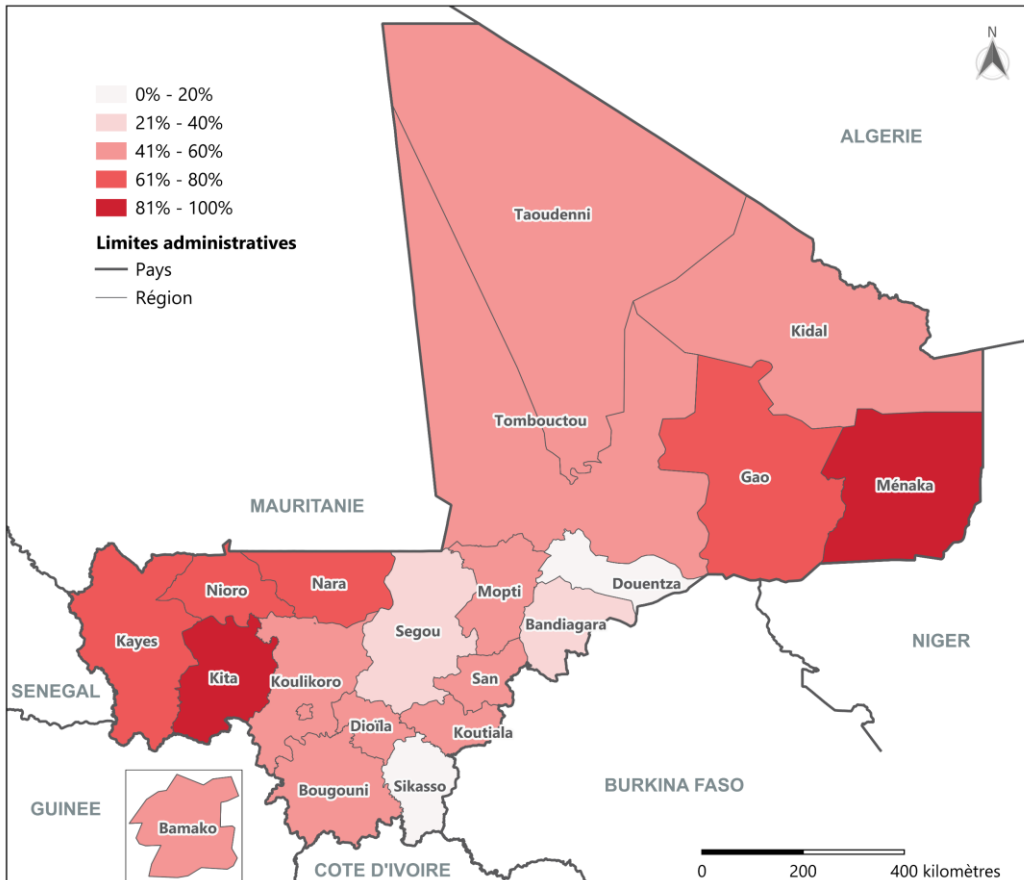 N
0% - 20%
21% - 40%
41% - 60%
61% - 80%
81% - 100%
Limites administratives
Pays
Région
ALGERIE
Taoudenni
Kidal
Tombouctou
Gao
Ménaka
MAURITANIE
Nioro
Nara
Mopti
Douentza
Bandiagara
Segou
Kayes
NIGER
Kita
Koulikoro
San
SENEGAL
Dioïla
Koutiala
BURKINA FASO
Sikasso
Bougouni
GUINEE
Bamako
COTE D'IVOIRE
0 200 400 kilomètres